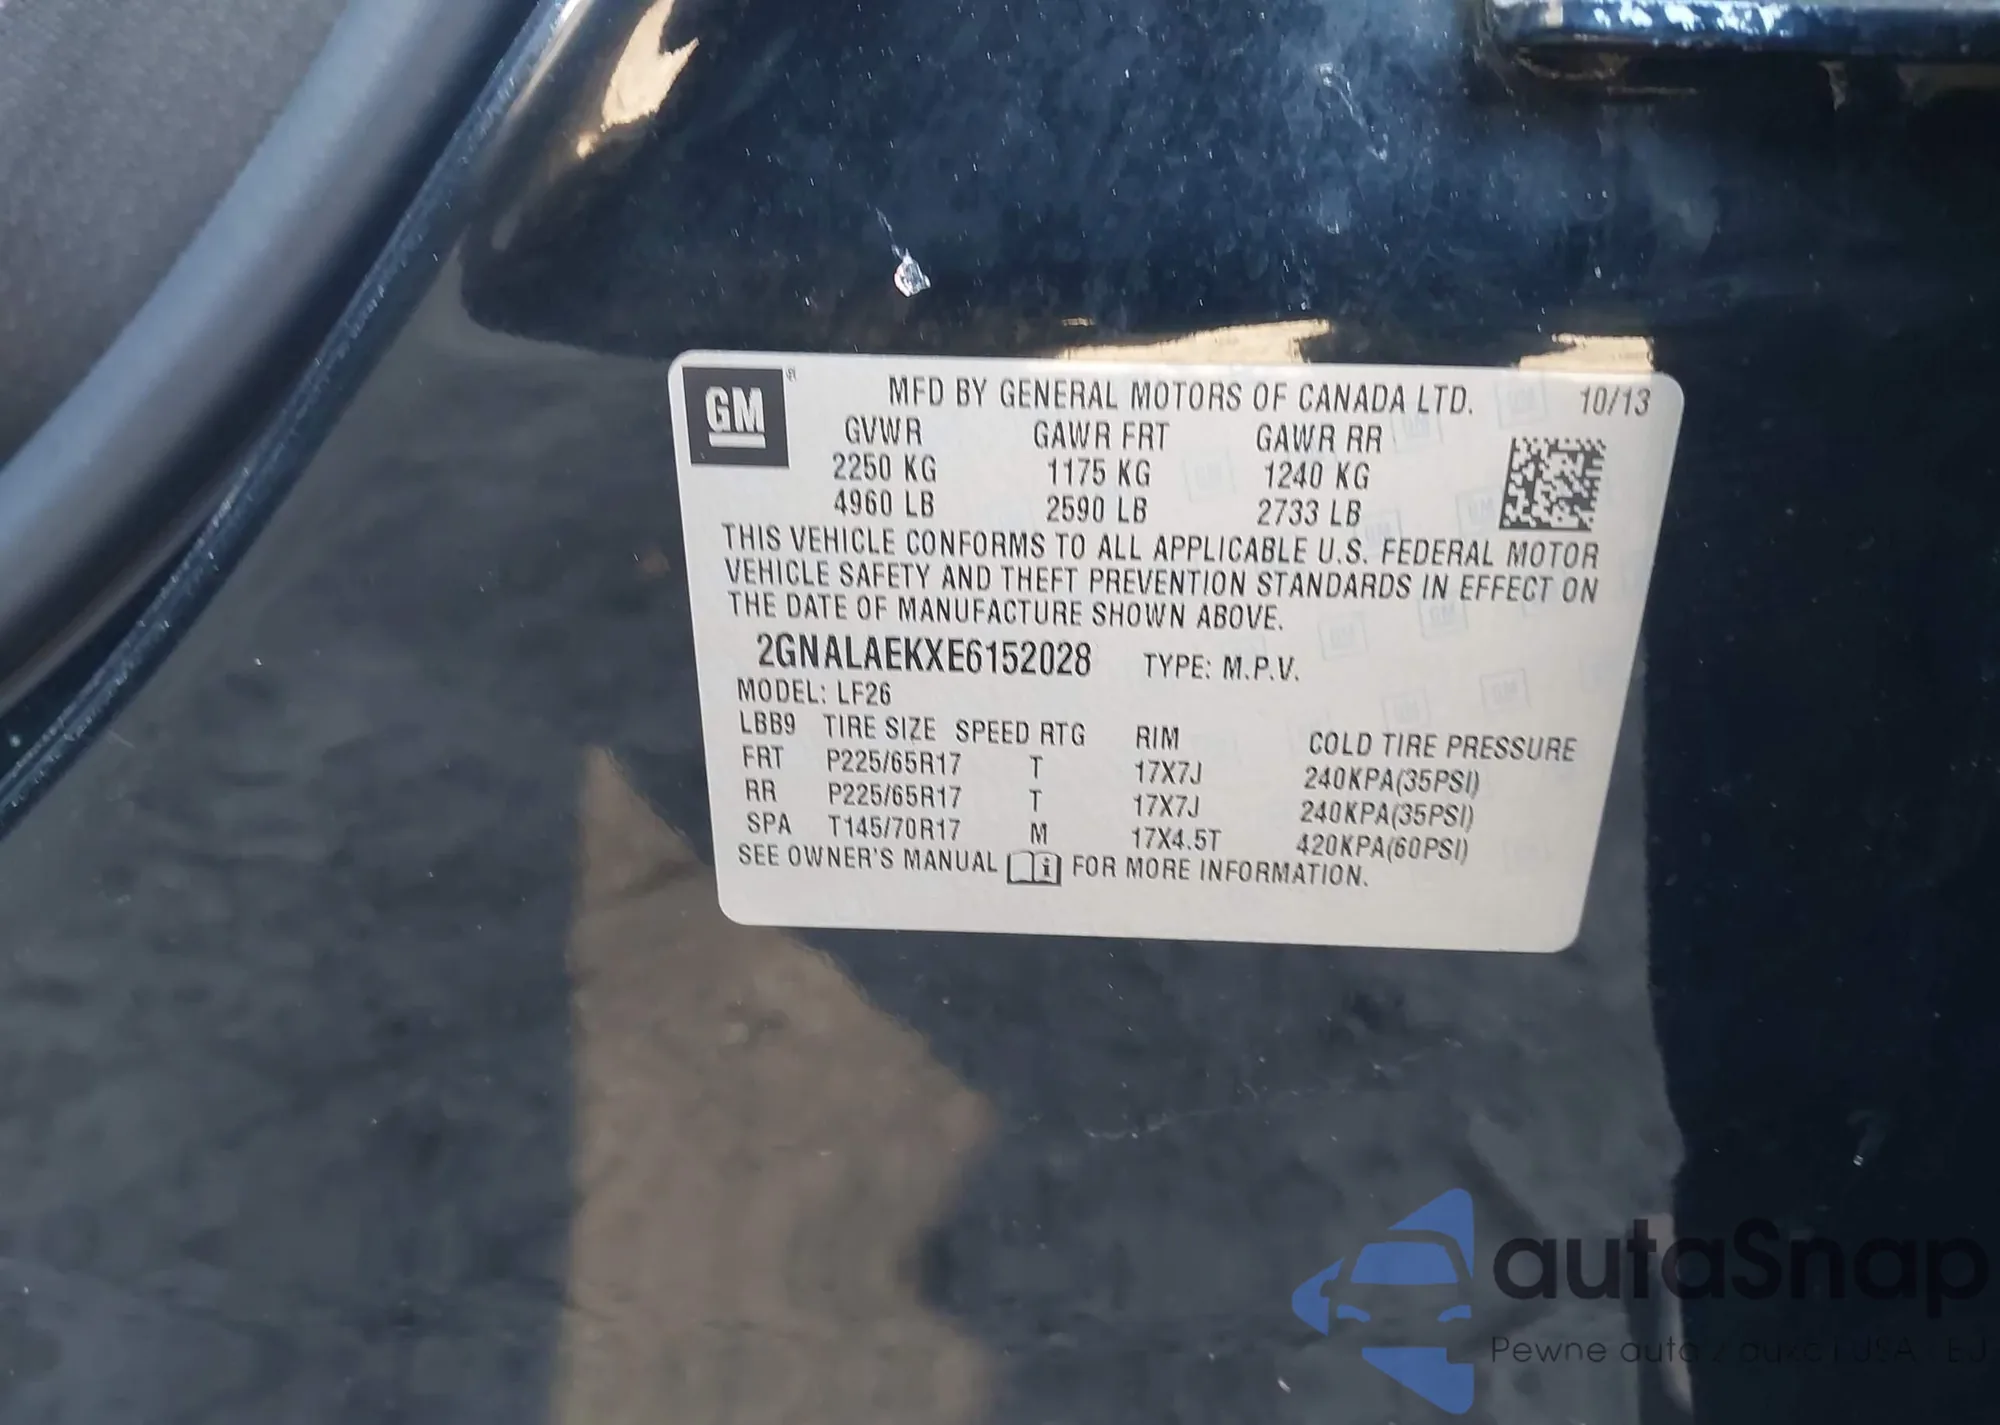 GM ® MFD BY GENERAL MOTORS OF CANADA LTD. 10/13
GVWR GAWR FRT GAWR RR
2250 KG 1175 KG 1240 KG
4960 LB 2590 LB 2733 LB
THIS VEHICLE CONFORMS TO ALL APPLICABLE U.S. FEDERAL MOTOR
VEHICLE SAFETY AND THEFT PREVENTION STANDARDS IN EFFECT ON
THE DATE OF MANUFACTURE SHOWN ABOVE.
2GNALAEKXE6152028 TYPE: M.P.V.
MODEL: LF26
LBB9 TIRE SIZE SPEED RTG RIM COLD TIRE PRESSURE
FRT P225/65R17 T 17X7J 240KPA(35PSI)
RR P225/65R17 T 17X7J 240KPA(35PSI)
SPA T145/70R17 M 17X4.5T 420KPA(60PSI)
SEE OWNER'S MANUAL i FOR MORE INFORMATION.
autaSnap
Pewne auta z aukcji USA